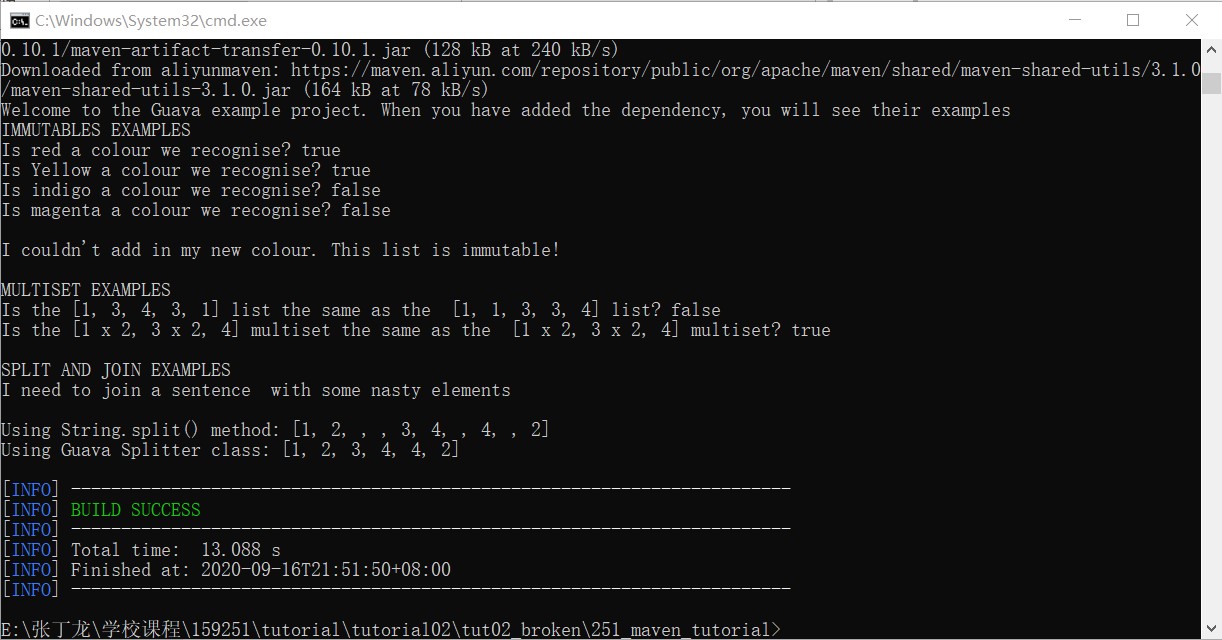 C:\Windows\System32\cmd.exe
0.10.1/maven-artifact-transfer-0.10.1.jar (128 kB at 240 kB/s)
Downloaded from aliyunmaven: https://maven.aliyun.com/repository/public/org/apache/maven/shared/maven-shared-utils/3.1.0
/maven-shared-utils-3.1.0.jar (164 kB at 78 kB/s)
Welcome to the Guava example project. When you have added the dependency, you will see their examples
IMMUTABLES EXAMPLES
Is red a colour we recognise? true
Is Yellow a colour we recognise? true
Is indigo a colour we recognise? false
Is magenta a colour we recognise? false
I couldn't add in my new colour. This list is immutable!
MULTISET EXAMPLES
Is the [1, 3, 4, 3, 1] list the same as the  [1, 1, 3, 3, 4] list? false
Is the [1 x 2, 3 x 2, 4] multiset the same as the  [1 x 2, 3 x 2, 4] multiset? true
SPLIT AND JOIN EXAMPLES
I need to join a sentence  with some nasty elements
Using String.split() method: [1, 2, , , 3, 4, , 4, , 2]
Using Guava Splitter class: [1, 2, 3, 4, 4, 2]
[INFO] ------------------------------------------------------------------------
[INFO] BUILD SUCCESS
[INFO] ------------------------------------------------------------------------
[INFO] Total time:  13.088 s
[INFO] Finished at: 2020-09-16T21:51:50+08:00
[INFO] ------------------------------------------------------------------------
E:\张丁龙\学校课程\159251\tutorial\tutorial02\tut02_broken\251_maven_tutorial>